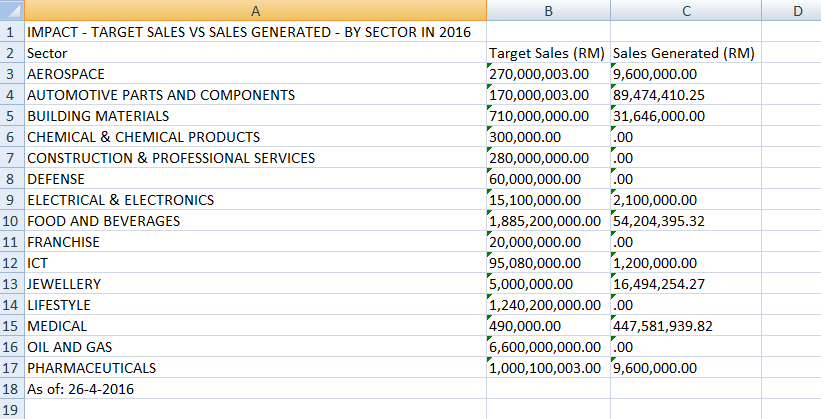 A B C D
1 IMPACT - TARGET SALES VS SALES GENERATED - BY SECTOR IN 2016
2 Sector Target Sales (RM) Sales Generated (RM)
3 AEROSPACE 270,000,003.00 9,600,000.00
4 AUTOMOTIVE PARTS AND COMPONENTS 170,000,003.00 89,474,410.25
5 BUILDING MATERIALS 710,000,000.00 31,646,000.00
6 CHEMICAL & CHEMICAL PRODUCTS 300,000.00 .00
7 CONSTRUCTION & PROFESSIONAL SERVICES 280,000,000.00 .00
8 DEFENSE 60,000,000.00 .00
9 ELECTRICAL & ELECTRONICS 15,100,000.00 2,100,000.00
10 FOOD AND BEVERAGES 1,885,200,000.00 54,204,395.32
11 FRANCHISE 20,000,000.00 .00
12 ICT 95,080,000.00 1,200,000.00
13 JEWELLERY 5,000,000.00 16,494,254.27
14 LIFESTYLE 1,240,200,000.00 .00
15 MEDICAL 490,000.00 447,581,939.82
16 OIL AND GAS 6,600,000,000.00 .00
17 PHARMACEUTICALS 1,000,100,003.00 9,600,000.00
18 As of: 26-4-2016
19